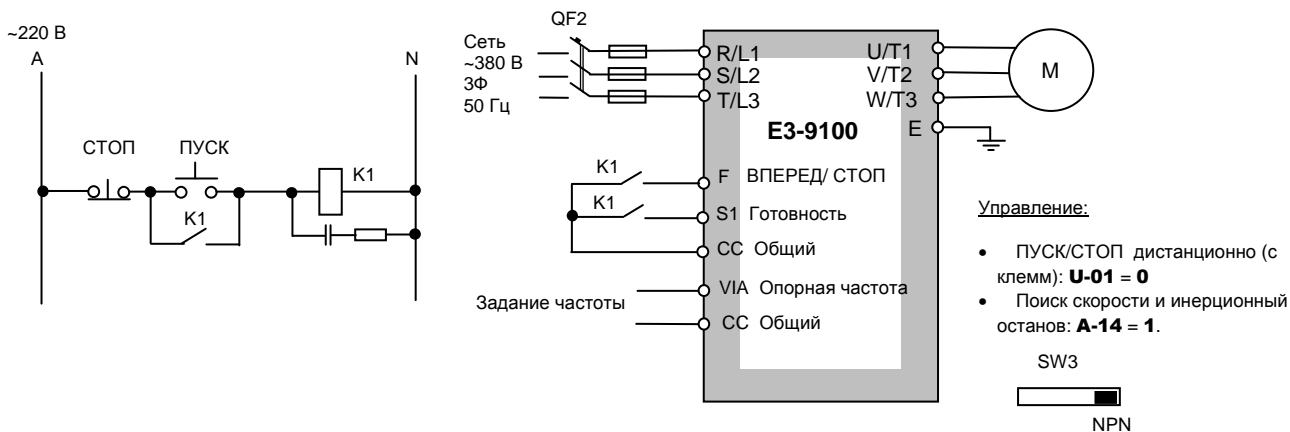 ~220 В
A
N
СТОП
ПУСК
K1
K1
QF2
Сеть
~380 В
3Ф
50 Гц
R/L1
S/L2
T/L3
U/T1
V/T2
W/T3
E
M
E3-9100
K1
F ВПЕРЕД/ СТОП
K1
S1 Готовность
CC Общий
Задание частоты
VIA Опорная частота
CC Общий
Управление:
• ПУСК/СТОП дистанционно (с
клемм): U-01 = 0
• Поиск скорости и инерционный
останов: A-14 = 1.
SW3
NPN